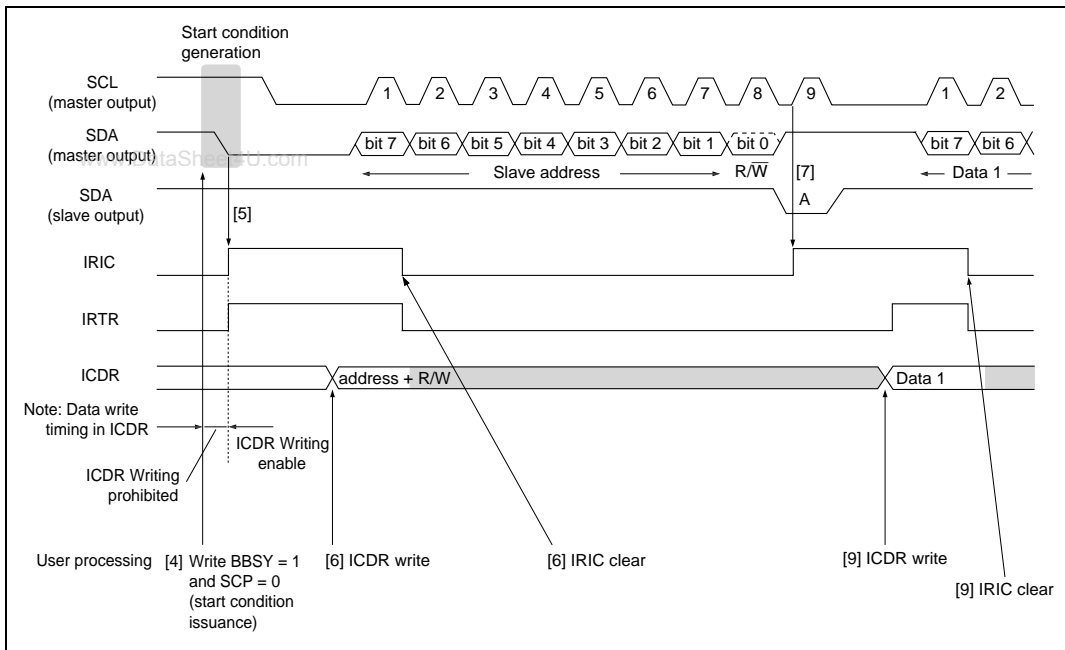 Start condition
generation
SCL
(master output)
1 2 3 4 5 6 7 8 9 1 2
SDA
(master output)
bit 7 bit 6 bit 5 bit 4 bit 3 bit 2 bit 1 bit 0 bit 7 bit 6
www.DataSheet4U.com
Slave address R/W̅ [7] Data 1
SDA
(slave output)
[5]
A
IRIC
IRTR
ICDR
address + R/W
Data 1
Note: Data write
timing in ICDR
ICDR Writing
enable
ICDR Writing
prohibited
User processing
[4] Write BBSY = 1
and SCP = 0
(start condition
issuance)
[6] ICDR write
[6] IRIC clear
[9] ICDR write
[9] IRIC clear